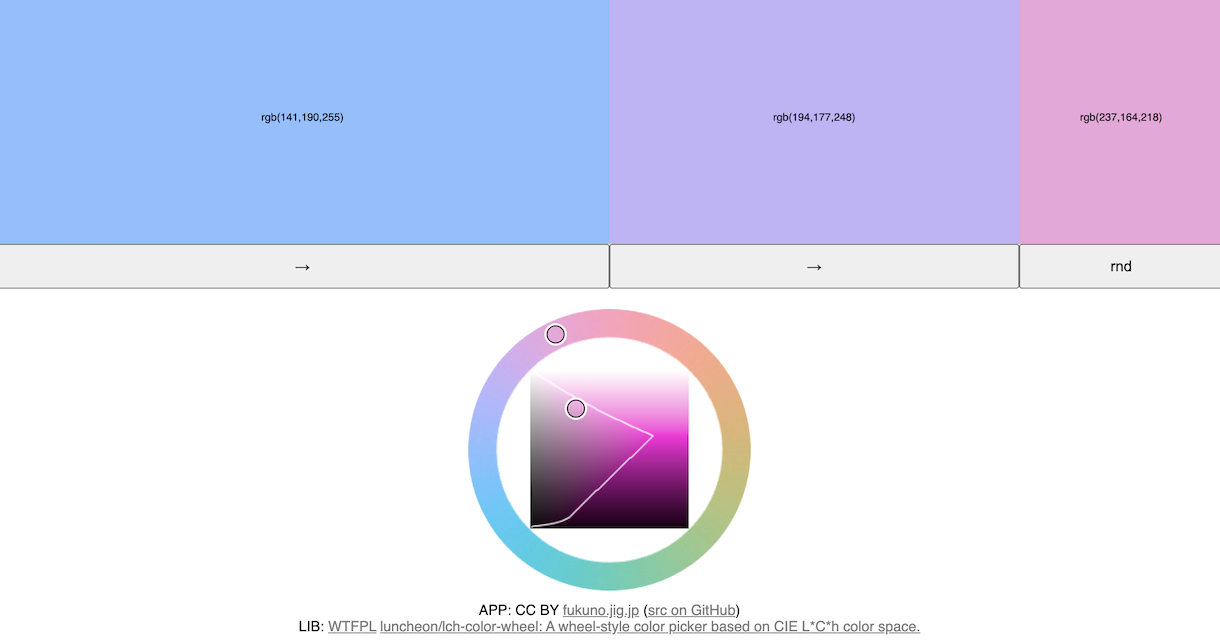 rgb(141,190,255) rgb(194,177,248) rgb(237,164,218)
→ → rnd
APP: CC BY fukuno.jig.jp (src on GitHub)
LIB: WTFPL luncheon/lch-color-wheel: A wheel-style color picker based on CIE L*C*h color space.